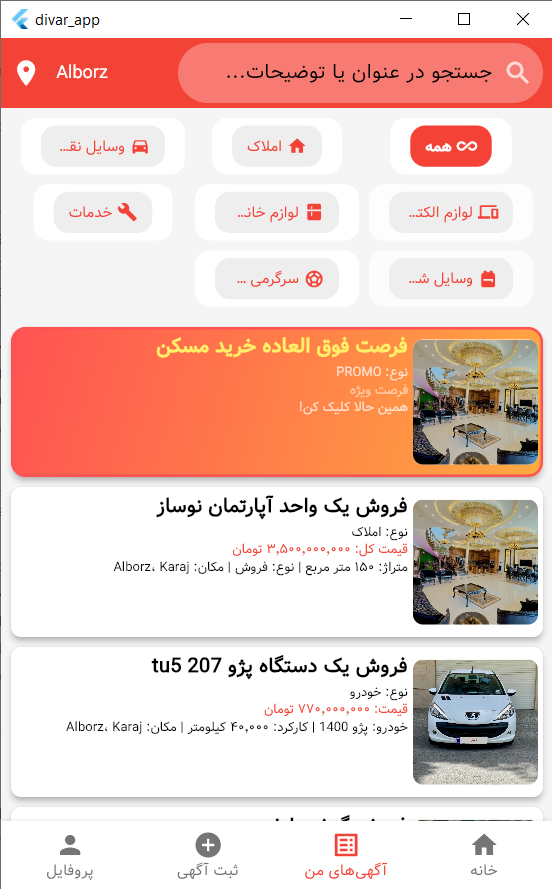 divar_app
Alborz
جستجو در عنوان یا توضیحات...
همه
املاک
وسایل نق...
لوازم الکت...
لوازم خان...
خدمات
وسایل ش...
سرگرمی ...
فرصت فوق العاده خرید مسکن
نوع: PROMO
فرصت ویژه
همین حالا کلیک کن!
فروش یک واحد آپارتمان نوساز
نوع: املاک
قیمت کل: ۳,۵۰۰,۰۰۰,۰۰۰ تومان
متراژ: ۱۵۰ متر مربع | نوع: فروش | مکان: Alborz، Karaj
فروش یک دستگاه پژو 207 tu5
نوع: خودرو
قیمت: ۷۷۰,۰۰۰,۰۰۰ تومان
خودرو: پژو 1400 | کارکرد: ۴۰,۰۰۰ کیلومتر | مکان: Alborz، Karaj
خانه
آگهی‌های من
ثبت آگهی
پروفایل